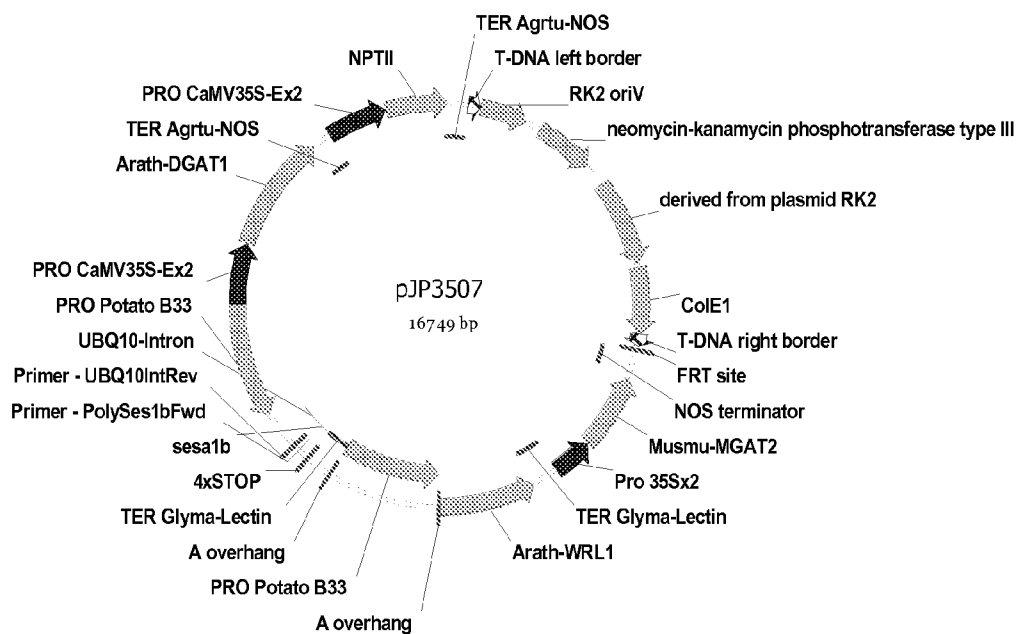 TER Agrtu-NOS
NPTII
T-DNA left border
PRO CaMV35S-Ex2
RK2 oriV
TER Agrtu-NOS
neomycin-kanamycin phosphotransferase type III
Arath-DGAT1
derived from plasmid RK2
PRO CaMV35S-Ex2
pJP3507
PRO Potato B33
ColE1
16749 bp
UBQ10-Intron
T-DNA right border
Primer - UBQ10IntRev
FRT site
Primer - PolySes1bFwd
NOS terminator
sesa1b
Musmu-MGAT2
4xSTOP
Pro 35Sx2
TER Glyma-Lectin
TER Glyma-Lectin
A overhang
Arath-WRL1
PRO Potato B33
A overhang